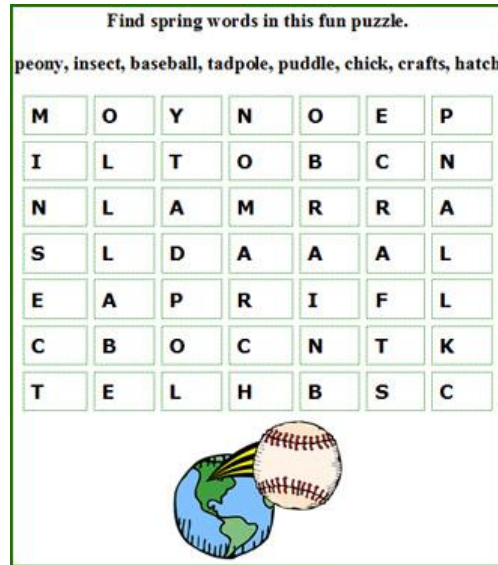 Find spring words in this fun puzzle.
peony, insect, baseball, tadpole, puddle, chick, crafts, hatch
M O Y N O E P
I L T O B C N
N L A M R R A
S L D A A A L
E A P R I F L
C B O C N T K
T E L H B S C